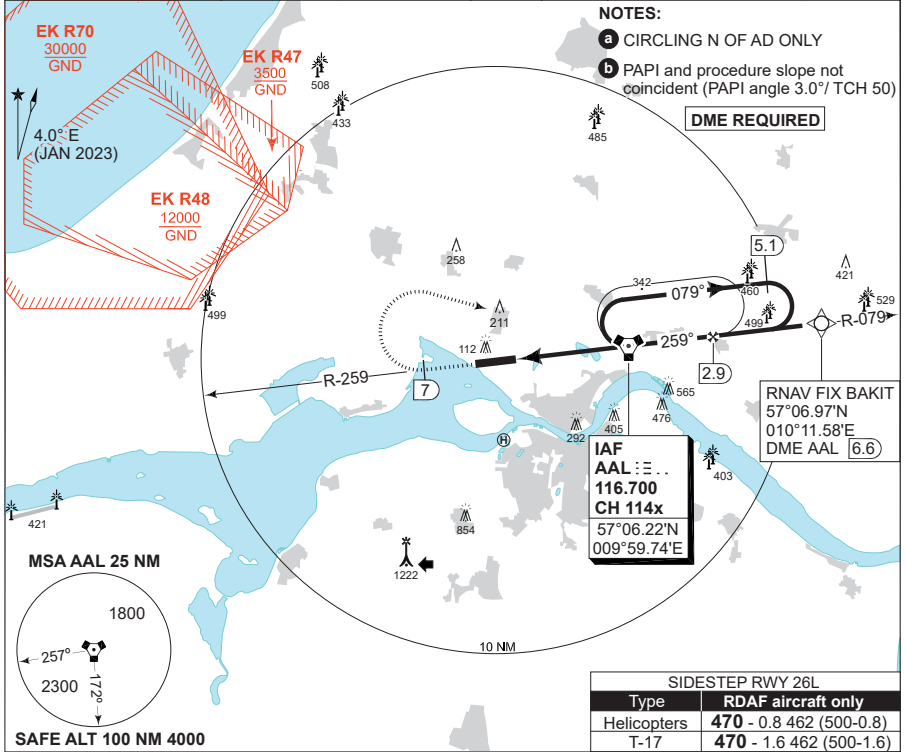 NOTES:
a CIRCLING N OF AD ONLY
b PAPI and procedure slope not
coincident (PAPI angle 3.0°/ TCH 50)
DME REQUIRED
EK R70
30000
GND
EK R47
3500
GND
508
433
485
4.0° E
(JAN 2023)
EK R48
12000
GND
258
342
079°
460
5.1
421
529
499
211
499
112
259°
R-079
2.9
R-259
7
565
476
405
292
RNAV FIX BAKIT
57°06.97'N
010°11.58'E
DME AAL 6.6
H
IAF
AAL
116.700
CH 114x
57°06.22'N
009°59.74'E
403
421
854
1222
MSA AAL 25 NM
1800
257°
172°
2300
SAFE ALT 100 NM 4000
10 NM
SIDESTEP RWY 26L
Type RDAF aircraft only
Helicopters 470 - 0.8 462 (500-0.8)
T-17 470 - 1.6 462 (500-1.6)